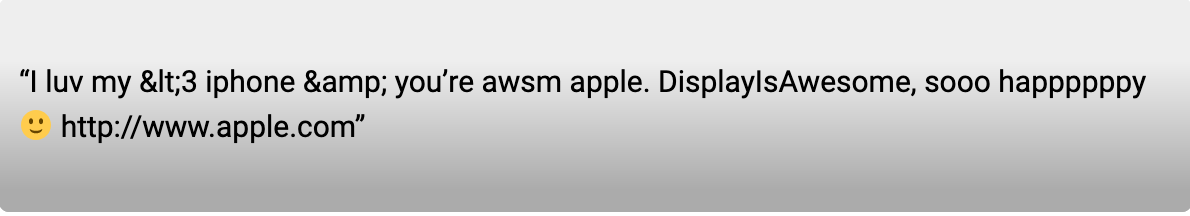 “I luv my &lt;3 iphone &amp; you’re awsm apple. DisplayIsAwesome, sooo happppppy
🙂 http://www.apple.com”